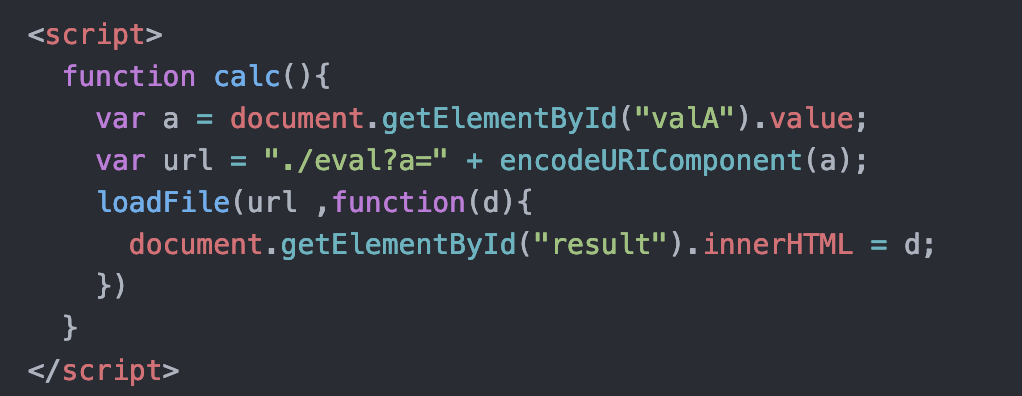 <script>
function calc(){
var a = document.getElementById("valA").value;
var url = "./eval?a=" + encodeURIComponent(a);
loadFile(url ,function(d){
document.getElementById("result").innerHTML = d;
})
}
</script>